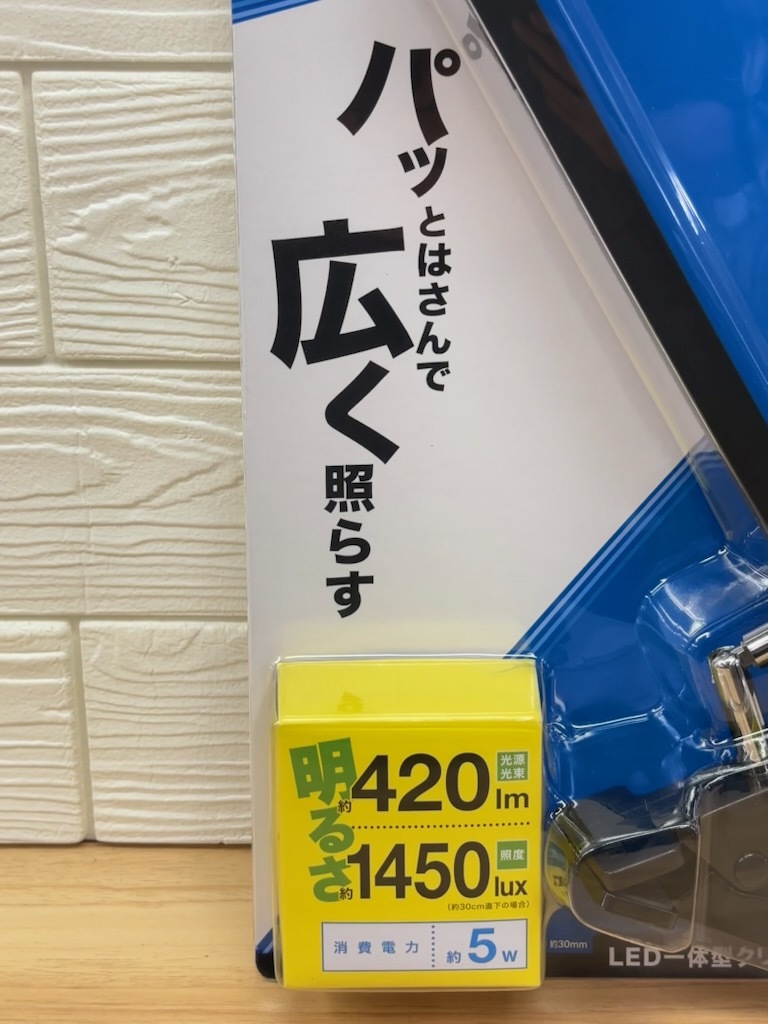 パッとはさんで
広く
照らす
明るさ
約420lm
光源
光束
約1450lux
照度
(約30cm直下の場合)
消費電力
約5W
約30mm
LED一体型クリ